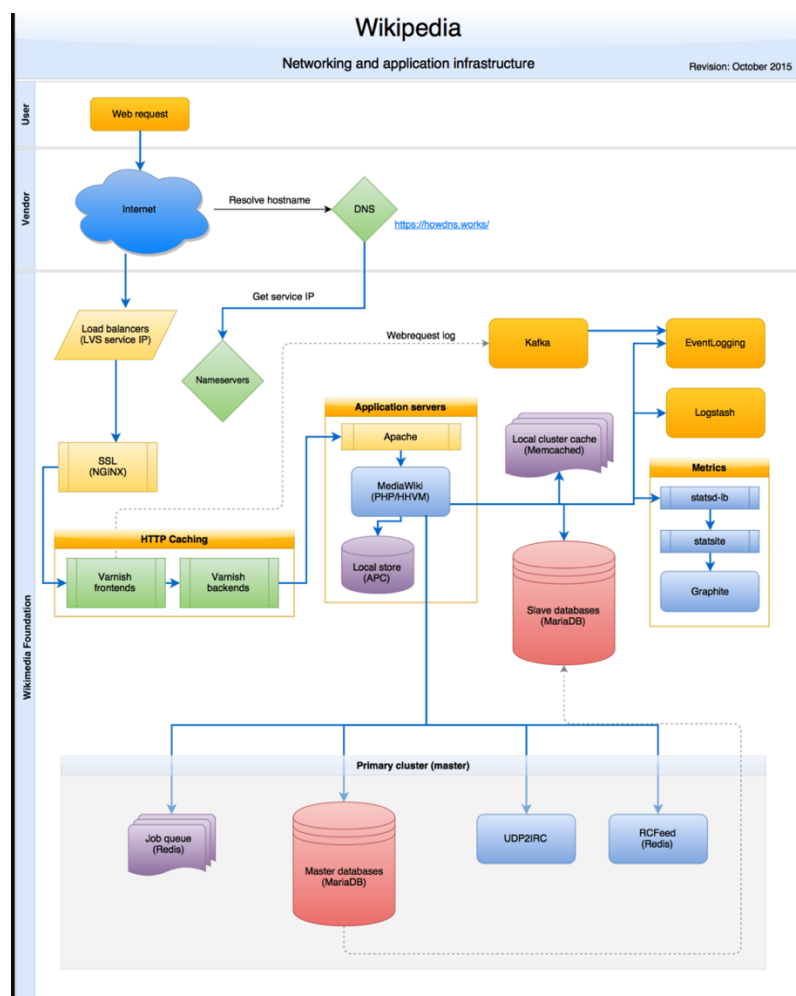 Wikipedia
Networking and application infrastructure
Revision: October 2015
User
Web request
Vendor
Internet
Resolve hostname
DNS
https://howdns.works/
Wikimedia Foundation
Get service IP
Load balancers
(LVS service IP)
Nameservers
Webrequest log
Kafka
EventLogging
Logstash
Application servers
Apache
MediaWiki
(PHP/HHVM)
Local store
(APC)
Local cluster cache
(Memcached)
Metrics
statsd-lb
statsite
Graphite
SSL
(NGINX)
HTTP Caching
Varnish
frontends
Varnish
backends
Slave databases
(MariaDB)
Primary cluster (master)
Job queue
(Redis)
Master databases
(MariaDB)
UDP2IRC
RCFeed
(Redis)